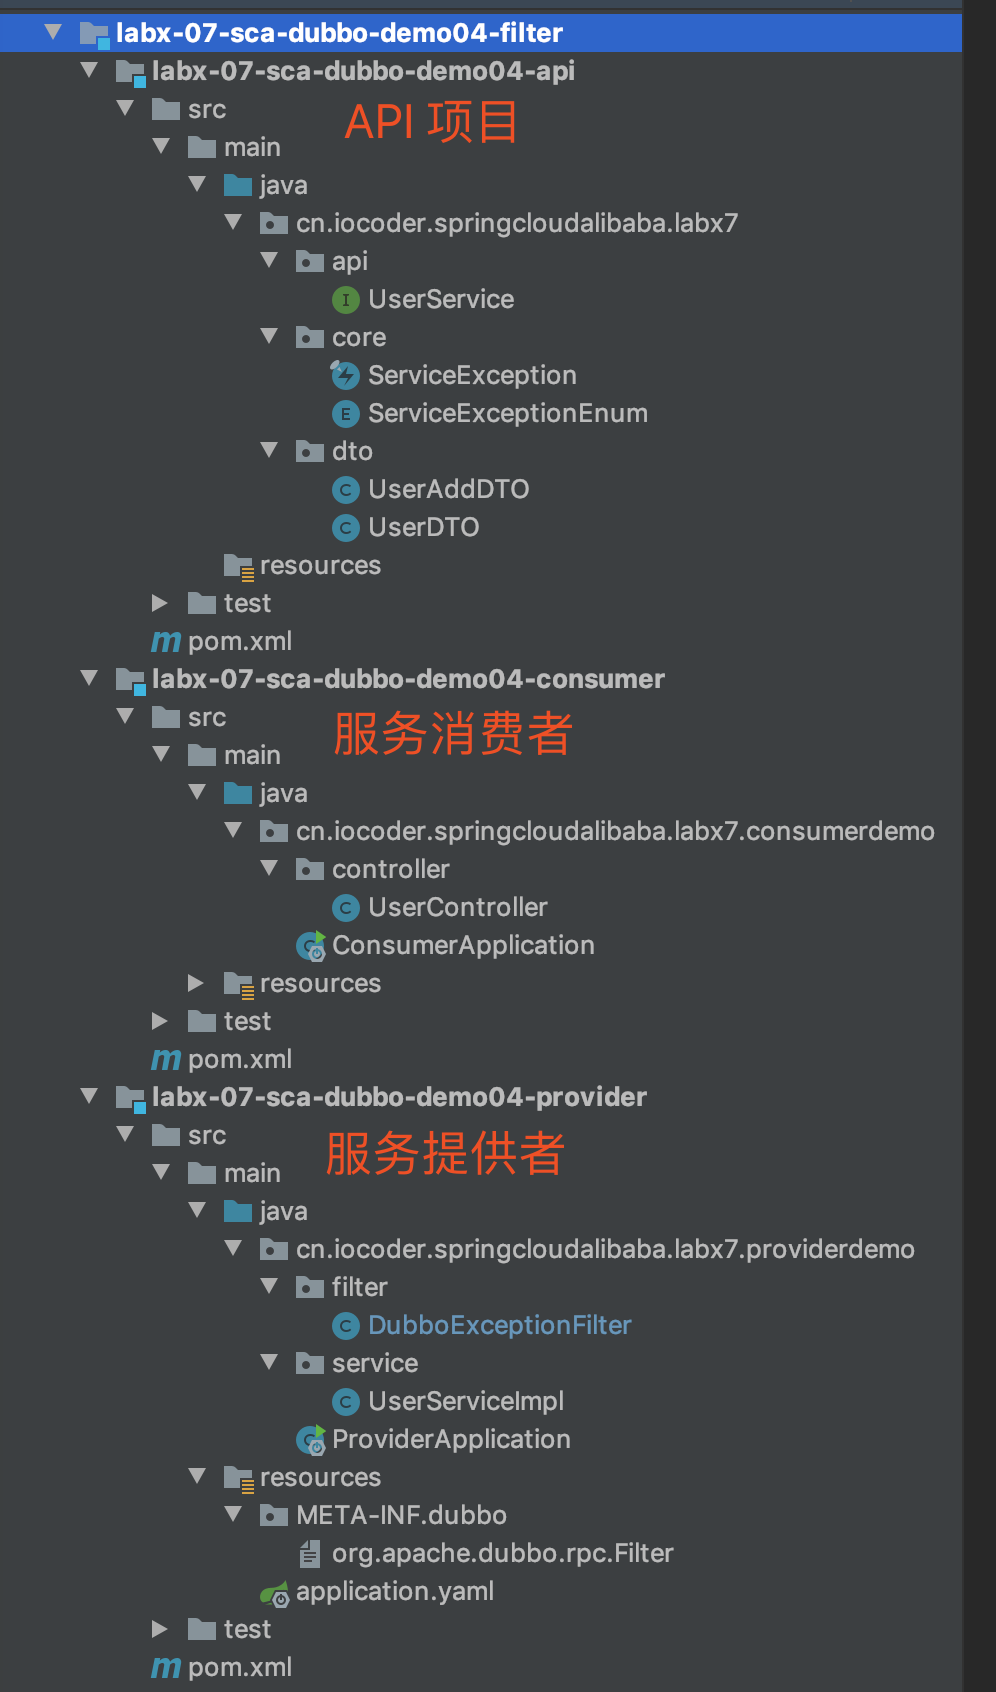 labx-07-sca-dubbo-demo04-filter
labx-07-sca-dubbo-demo04-api
src
API 项目
main
java
cn.iocoder.springcloudalibaba.labx7
api
I UserService
core
ServiceException
E ServiceExceptionEnum
dto
C UserAddDTO
C UserDTO
resources
test
m pom.xml
labx-07-sca-dubbo-demo04-consumer
src
服务消费者
main
java
cn.iocoder.springcloudalibaba.labx7.consumerdemo
controller
C UserController
C ConsumerApplication
resources
test
m pom.xml
labx-07-sca-dubbo-demo04-provider
src
服务提供者
main
java
cn.iocoder.springcloudalibaba.labx7.providerdemo
filter
C DubboExceptionFilter
service
C UserServiceImpl
C ProviderApplication
resources
META-INF.dubbo
org.apache.dubbo.rpc.Filter
application.yaml
test
m pom.xml